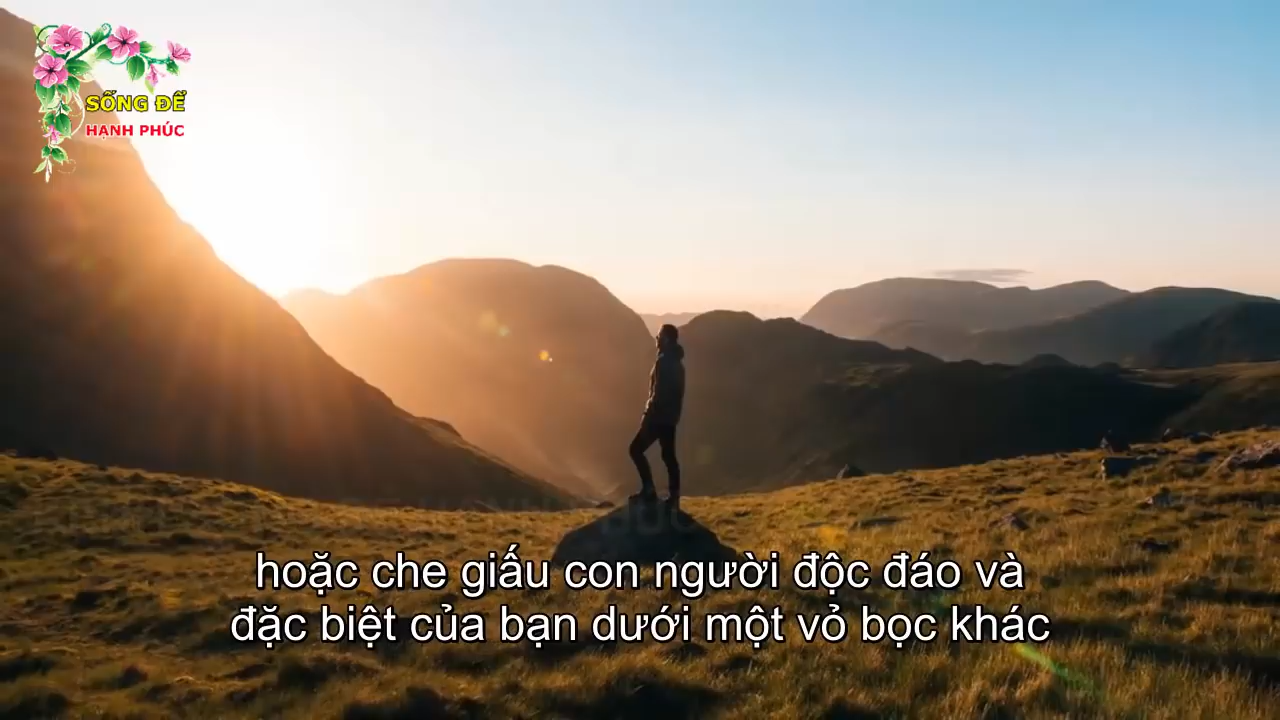 SỐNG ĐỂ
HẠNH PHÚC
hoặc che giấu con người độc đáo và
đặc biệt của bạn dưới một vỏ bọc khác